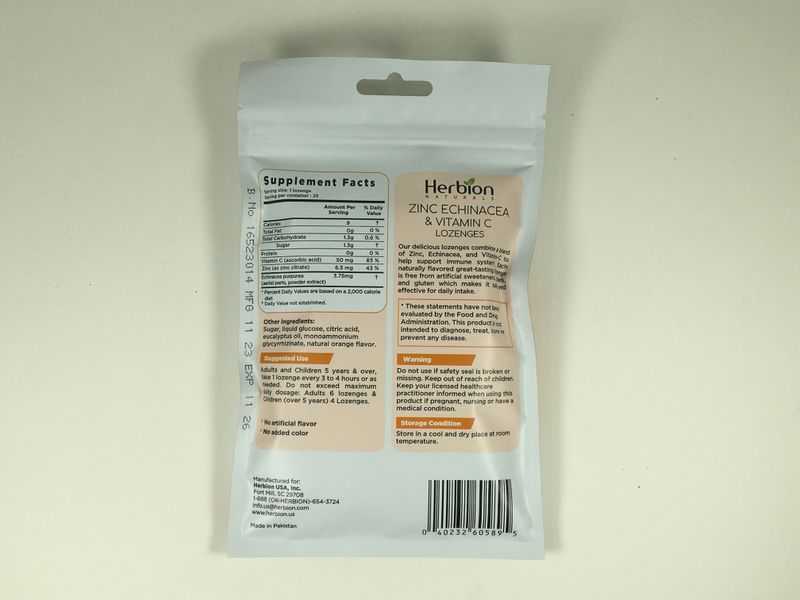 Supplement Facts
Srving size: 1 lozenge
Srving per container : 25
Amount Per Serving % Daily Value
Calories 9 †
Total Fat 0g 0 %
Total Carbohydrate 1.3g 0.6 %
Sugar 1.3g †
Protein 0g 0 %
Vitamin C (ascorbic acid) 50 mg 83 %
Zinc (as zinc citrate) 6.5 mg 43 %
Echinacea purpurea 3.75mg †
(aerial parts, powder extract)
* Percent Daily Values are based on a 2,000 calorie
diet
† Daily Value not established.
Other Ingredients:
Sugar, liquid glucose, citric acid,
eucalyptus oil, monoammonium
glycyrrhizinate, natural orange flavor.
Suggested Use
Adults and Children 5 years & over,
take 1 lozenge every 3 to 4 hours or as
needed. Do not exceed maximum
daily dosage: Adults 6 lozenges &
Children (over 5 years) 4 Lozenges.
* No artificial flavor
* No added color
B.No 16523014 MFG 11 23 EXP 11 26
Manufactured for:
Herbion USA, Inc.
Fort Mill, SC 29708
1-888 (OK-HERBION)-654-3724
info.us@herbion.com
www.herbion.us
Made in Pakistan
Herbion
NATURALS
ZINC ECHINACEA
& VITAMIN C
LOZENGES
Our delicious lozenges combine a blend
of Zinc, Echinacea, and Vitamin-C to
help support immune system. Each
naturally flavored great-tasting lozenge
is free from artificial sweeteners
and gluten which makes it and
effective for daily intake.
* These statements have not been
evaluated by the Food and Drug
Administration. This product is not
intended to diagnose, treat, cure or
prevent any disease.
Warning
Do not use if safety seal is broken or
missing. Keep out of reach of children.
Keep your licensed healthcare
practitioner informed when using this
product if pregnant, nursing or have a
medical condition.
Storage Condition
Store in a cool and dry place at room
temperature.
0 40232 60589 5